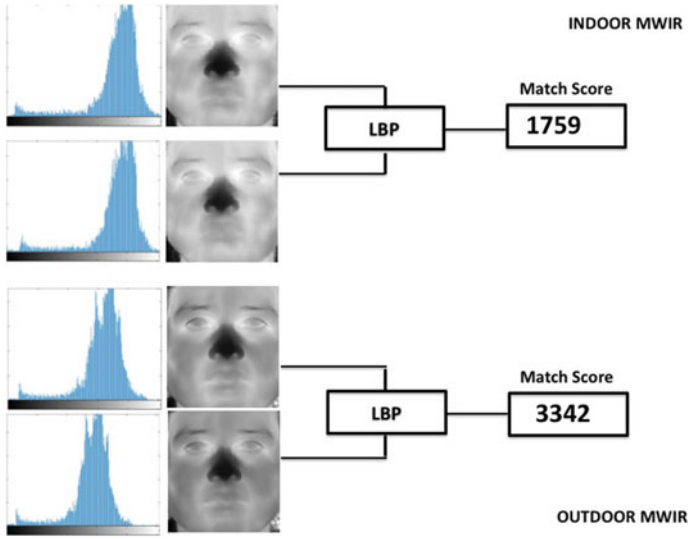 INDOOR MWIR
Match Score
LBP
1759
Match Score
LBP
3342
OUTDOOR MWIR